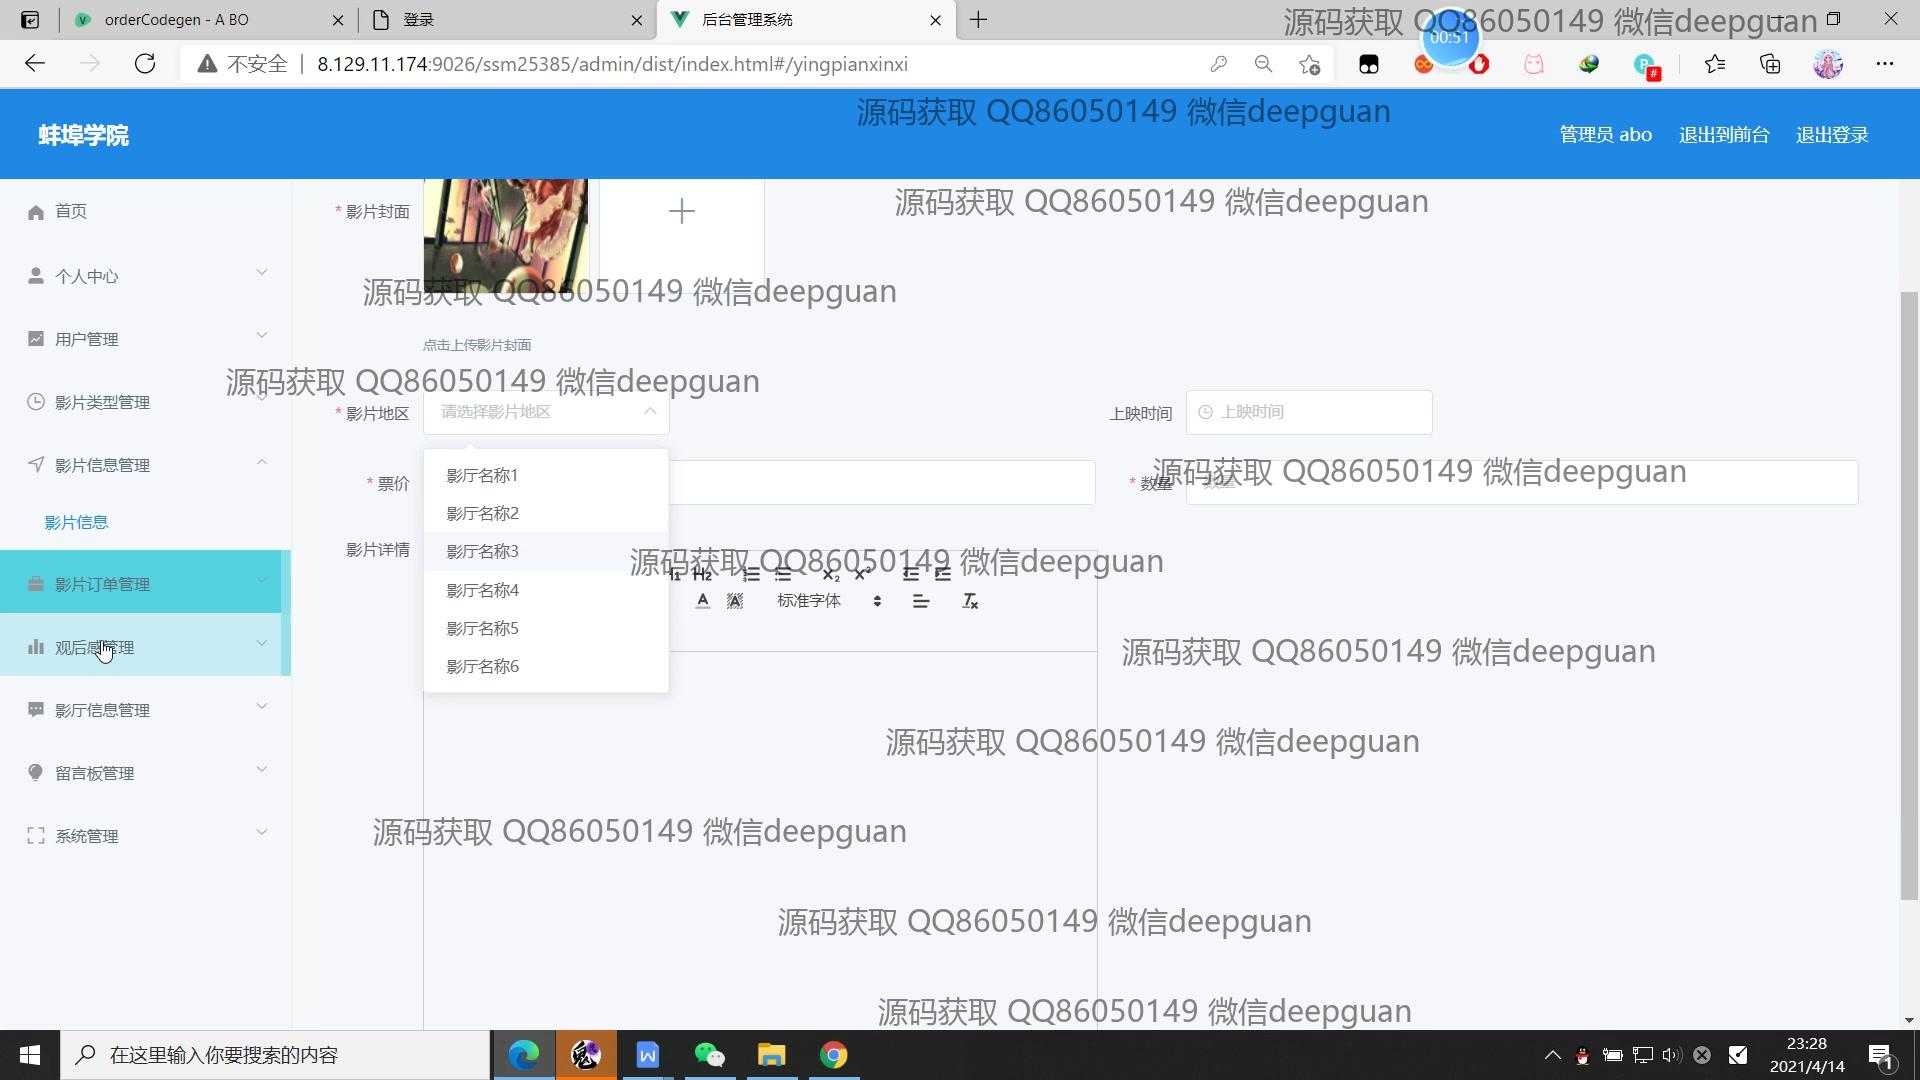 orderCodegen - A BO
登录
后台管理系统
源码获取 QQ86050149 微信deepguan
00:51
不安全
8.129.11.174:9026/ssm25385/admin/dist/index.html#/yingpianxinxi
源码获取 QQ86050149 微信deepguan
蚌埠学院
管理员 abo
退出到前台
退出登录
首页
个人中心
用户管理
影片类型管理
影片信息管理
影片信息
影片订单管理
观后感管理
影厅信息管理
留言板管理
系统管理
* 影片封面
源码获取 QQ86050149 微信deepguan
源码获取 QQ86050149 微信deepguan
点击上传影片封面
源码获取 QQ86050149 微信deepguan
* 影片地区
请选择影片地区
上映时间
上映时间
影厅名称1
影厅名称2
影厅名称3
影厅名称4
影厅名称5
影厅名称6
* 票价
* 数量
数量
源码获取 QQ86050149 微信deepguan
影片详情
源码获取 QQ86050149 微信deepguan
标准字体
源码获取 QQ86050149 微信deepguan
源码获取 QQ86050149 微信deepguan
源码获取 QQ86050149 微信deepguan
源码获取 QQ86050149 微信deepguan
源码获取 QQ86050149 微信deepguan
在这里输入你要搜索的内容
23:28
2021/4/14
1